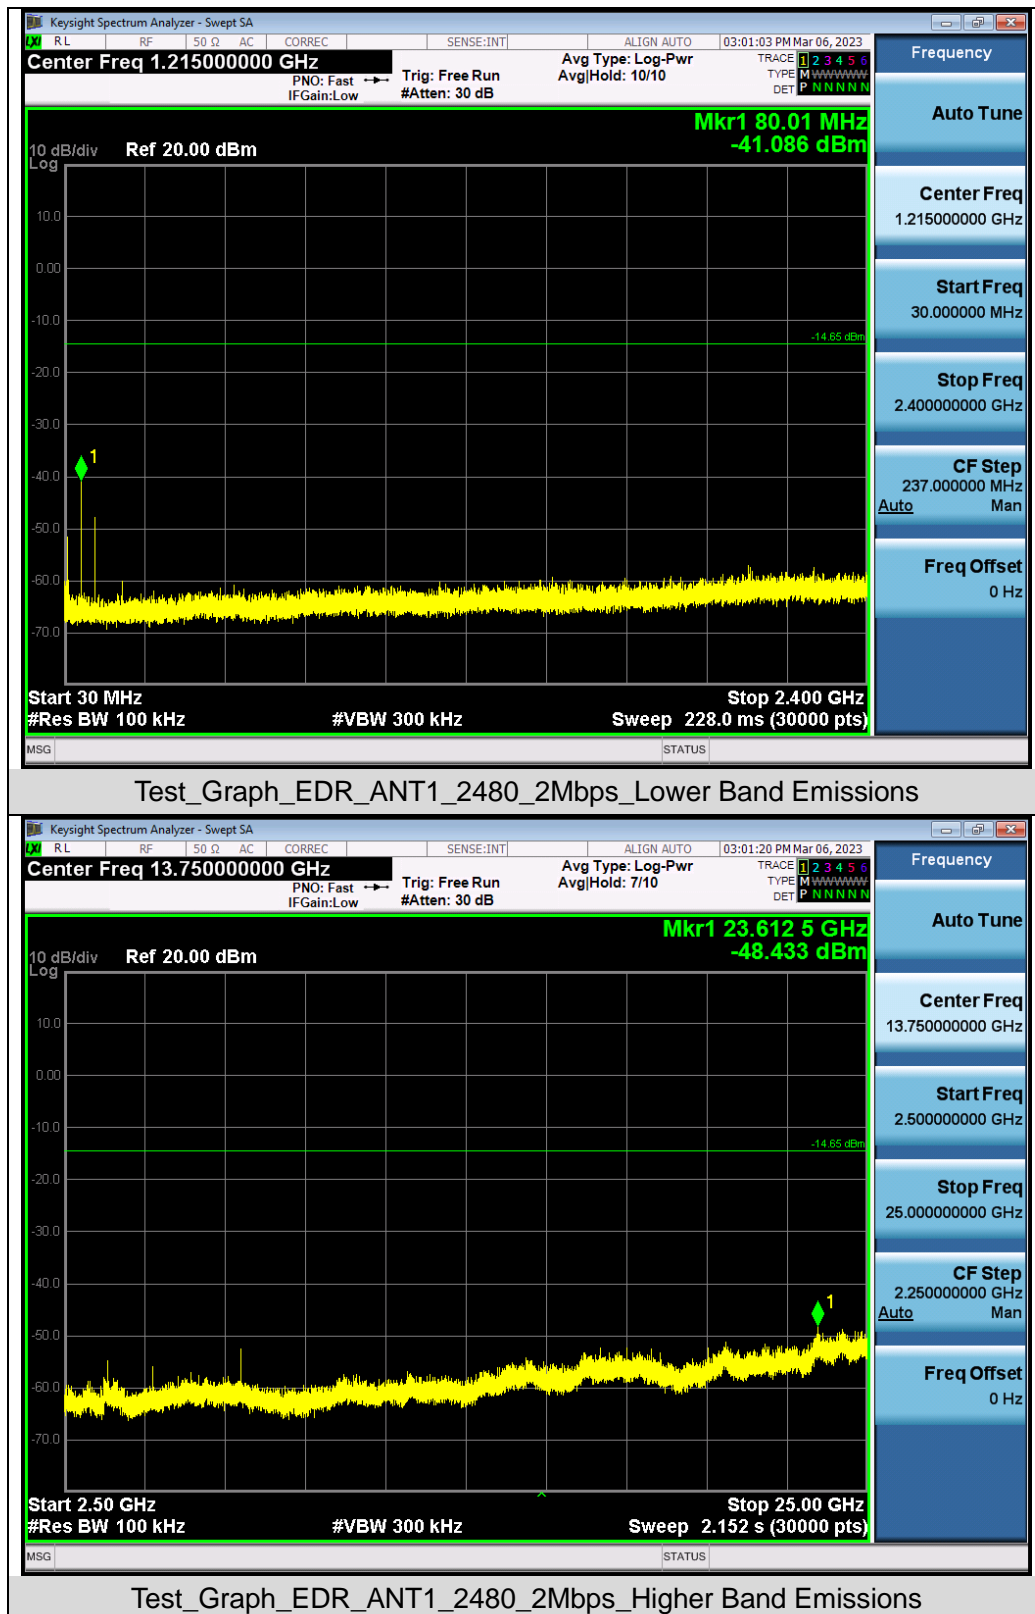 Keysight Spectrum Analyzer - Swept SA
LXI RL RF 50 Ω AC CORREC SENSE:INT ALIGN AUTO 03:01:03 PM Mar 06, 2023
Center Freq 1.215000000 GHz
PNO: Fast
IFGain:Low
Trig: Free Run
#Atten: 30 dB
Avg Type: Log-Pwr
Avg|Hold: 10/10
TRACE 1 2 3 4 5 6
TYPE M WWWWW
DET P N N N N N
Mkr1 80.01 MHz
-41.086 dBm
10 dB/div Ref 20.00 dBm
Log
10.0
0.00
-10.0
-14.65 dBm
-20.0
-30.0
1
-40.0
-50.0
-60.0
-70.0
Start 30 MHz Stop 2.400 GHz
#Res BW 100 kHz #VBW 300 kHz Sweep 228.0 ms (30000 pts)
MSG STATUS
Frequency
Auto Tune
Center Freq
1.215000000 GHz
Start Freq
30.000000 MHz
Stop Freq
2.400000000 GHz
CF Step
237.000000 MHz
Auto Man
Freq Offset
0 Hz
Test_Graph_EDR_ANT1_2480_2Mbps_Lower Band Emissions
Keysight Spectrum Analyzer - Swept SA
LXI RL RF 50 Ω AC CORREC SENSE:INT ALIGN AUTO 03:01:20 PM Mar 06, 2023
Center Freq 13.750000000 GHz
PNO: Fast
IFGain:Low
Trig: Free Run
#Atten: 30 dB
Avg Type: Log-Pwr
Avg|Hold: 7/10
TRACE 1 2 3 4 5 6
TYPE M WWWWW
DET P N N N N N
Mkr1 23.612 5 GHz
-48.433 dBm
10 dB/div Ref 20.00 dBm
Log
10.0
0.00
-10.0
-14.65 dBm
-20.0
-30.0
-40.0
1
-50.0
-60.0
-70.0
Start 2.50 GHz Stop 25.00 GHz
#Res BW 100 kHz #VBW 300 kHz Sweep 2.152 s (30000 pts)
MSG STATUS
Frequency
Auto Tune
Center Freq
13.750000000 GHz
Start Freq
2.500000000 GHz
Stop Freq
25.000000000 GHz
CF Step
2.250000000 GHz
Auto Man
Freq Offset
0 Hz
Test_Graph_EDR_ANT1_2480_2Mbps_Higher Band Emissions